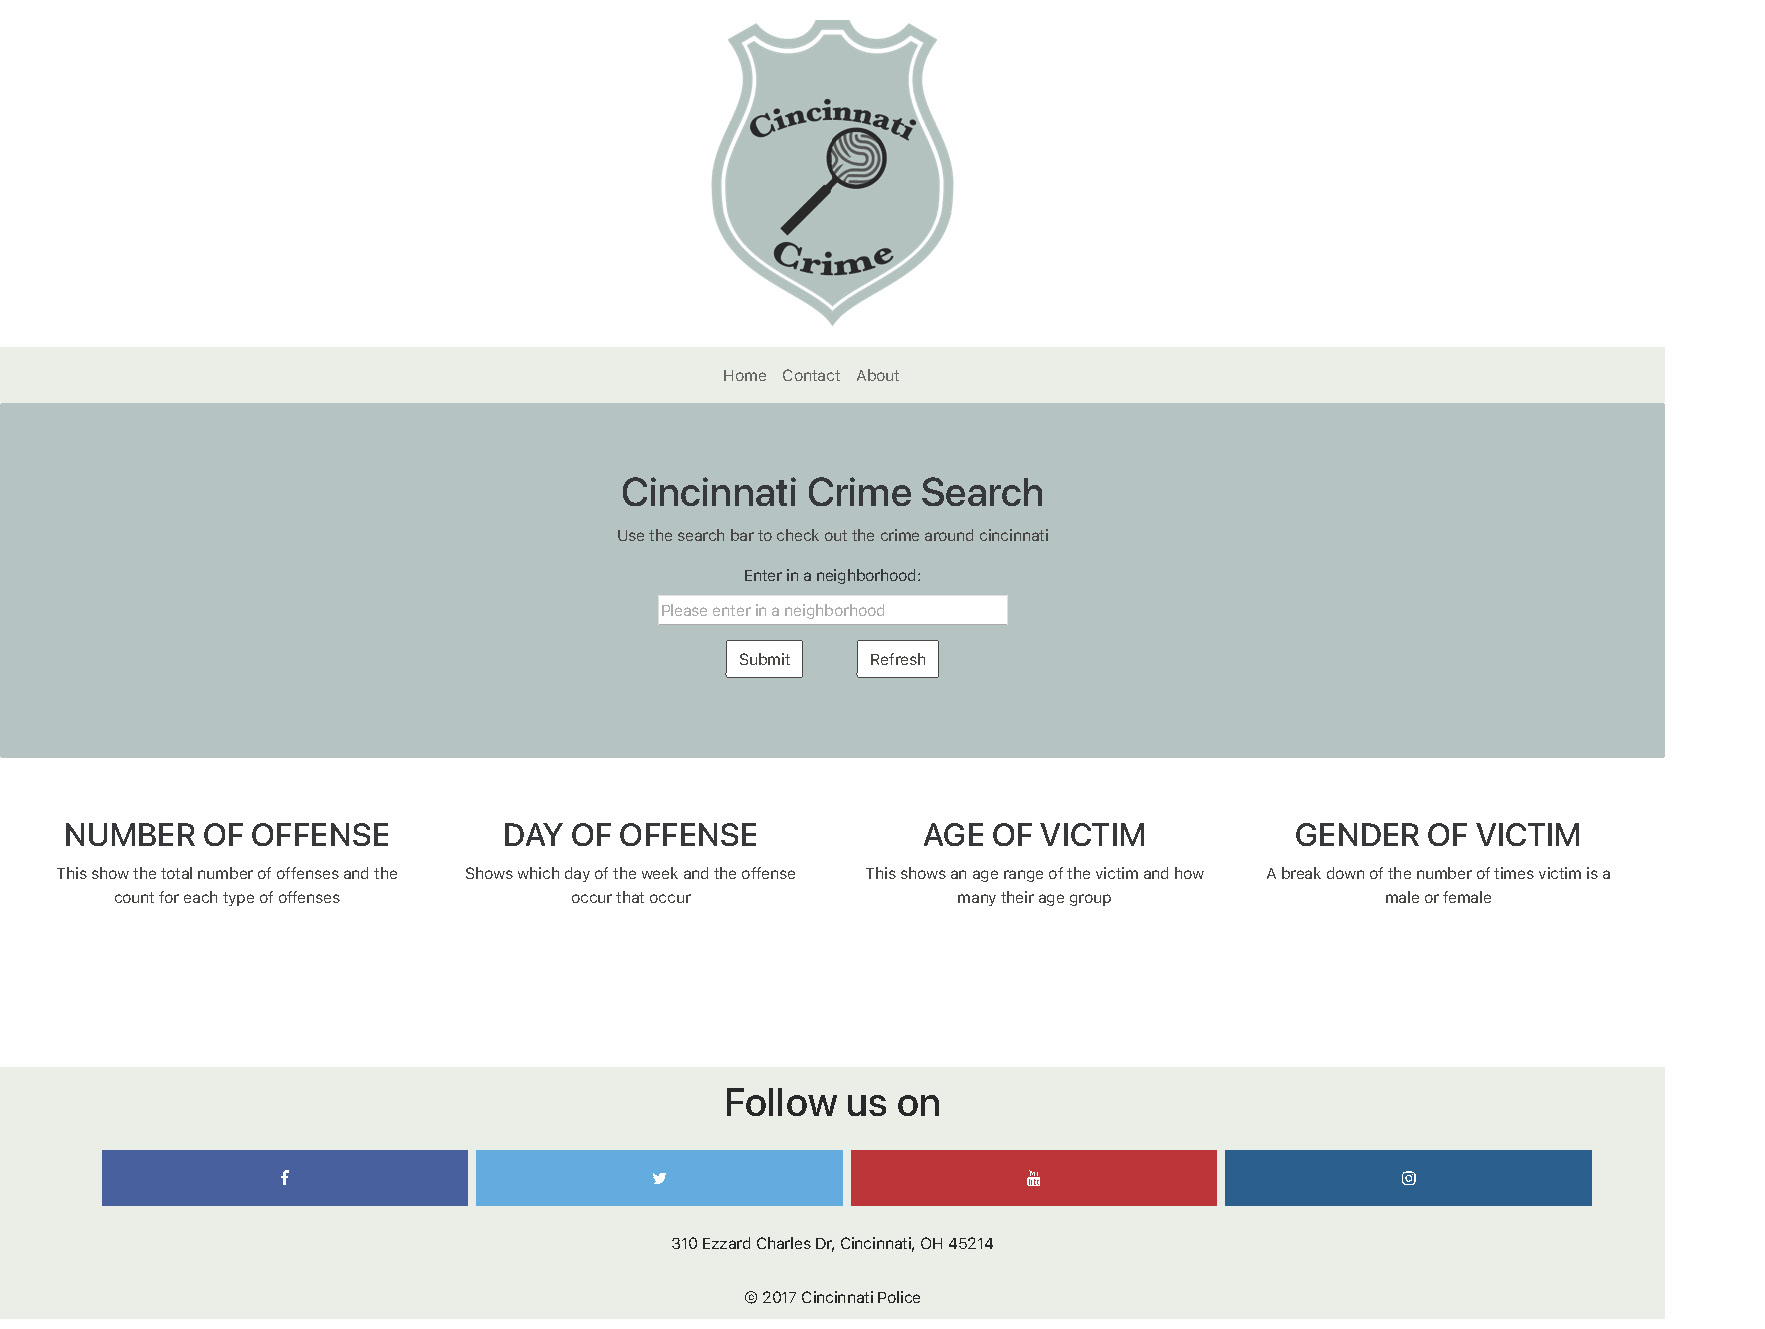 Cincinnati
Crime
Home Contact About
Cincinnati Crime Search
Use the search bar to check out the crime around cincinnati
Enter in a neighborhood:
Please enter in a neighborhood
Submit Refresh
NUMBER OF OFFENSE
This show the total number of offenses and the
count for each type of offenses
DAY OF OFFENSE
Shows which day of the week and the offense
occur that occur
AGE OF VICTIM
This shows an age range of the victim and how
many their age group
GENDER OF VICTIM
A break down of the number of times victim is a
male or female
Follow us on
310 Ezzard Charles Dr, Cincinnati, OH 45214
© 2017 Cincinnati Police